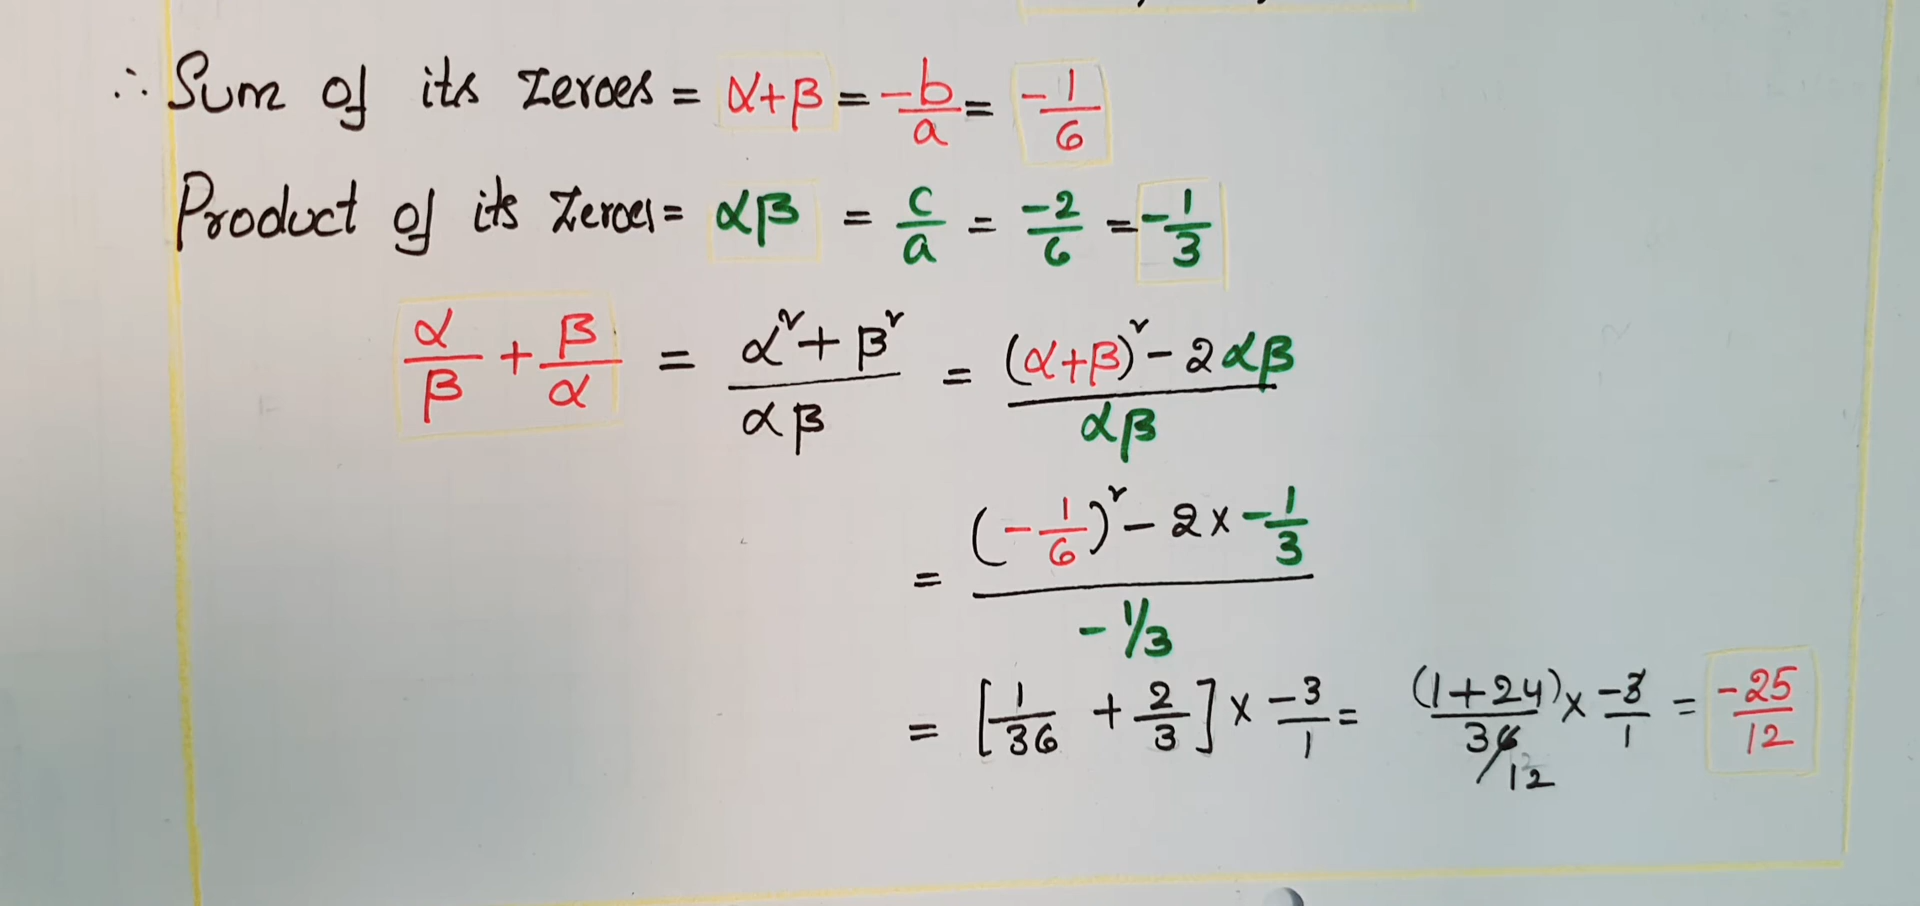 ∴ Sum of its zeroes = α+β = -b/a = -1/6
Product of its zeroes = αβ = c/a = -2/6 = -1/3
α/β + β/α = (α² + β²)/(αβ) = ((α+β)² - 2αβ)/(αβ)
= ((-1/6)² - 2 × -1/3)/(-1/3)
= [1/36 + 2/3] × -3/1 = (1+24)/36 12 × -3/1 = -25/12